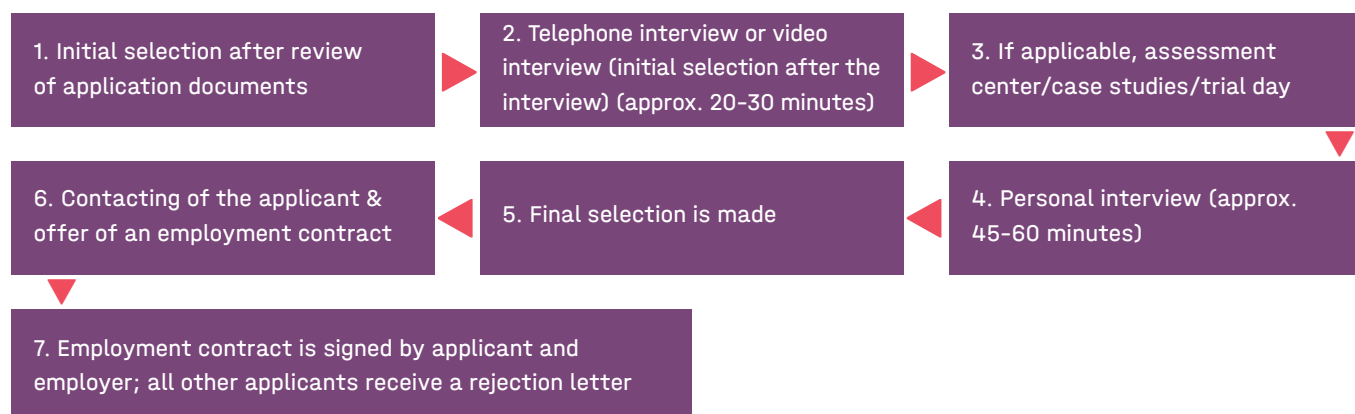 1. Initial selection after review
of application documents
2. Telephone interview or video
interview (initial selection after the
interview) (approx. 20-30 minutes)
3. If applicable, assessment
center/case studies/trial day
4. Personal interview (approx.
45-60 minutes)
5. Final selection is made
6. Contacting of the applicant &
offer of an employment contract
7. Employment contract is signed by applicant and
employer; all other applicants receive a rejection letter